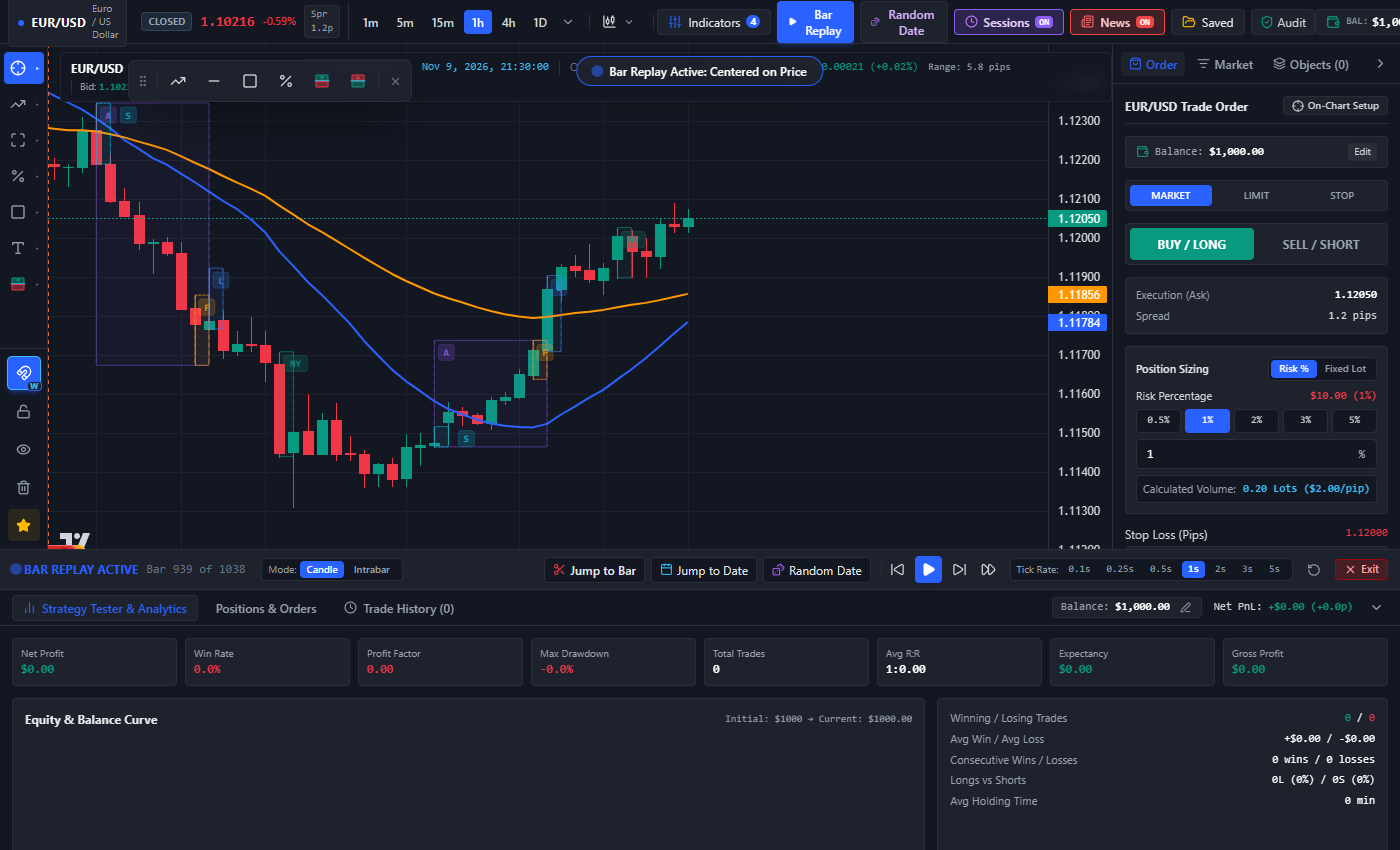 EUR/USD
Euro
/ US
Dollar
CLOSED
1.10216 -0.59%
Spr
1.2p
1m 5m 15m 1h 4h 1D
Indicators 4
Bar
Replay
Random
Date
Sessions ON
News ON
Saved
Audit
BAL:
EUR/USD
Bid:
Nov 9, 2026, 21:30:00
Bar Replay Active: Centered on Price
0.00021 (+0.02%) Range: 5.8 pips
Order
Market
Objects (0)
EUR/USD Trade Order
On-Chart Setup
Balance: $1,000.00
Edit
MARKET LIMIT STOP
BUY / LONG
SELL / SHORT
Execution (Ask) 1.12050
Spread 1.2 pips
Position Sizing
Risk % Fixed Lot
Risk Percentage $10.00 (1%)
0.5% 1% 2% 3% 5%
1 %
Calculated Volume: 0.20 Lots ($2.00/pip)
Stop Loss (Pips) 1.12000
A S
L
F
NY
A
S
F
1.12300
1.12200
1.12100
1.12050
1.12000
1.11900
1.11856
1.11784
1.11700
1.11600
1.11500
1.11400
1.11300
T
W
BAR REPLAY ACTIVE Bar 939 of 1038
Mode: Candle Intrabar
Jump to Bar
Jump to Date
Random Date
Tick Rate: 0.1s 0.25s 0.5s 1s 2s 3s 5s
Exit
Strategy Tester & Analytics
Positions & Orders
Trade History (0)
Balance: $1,000.00
Net PnL: +$0.00 (+0.0p)
Net Profit
$0.00
Win Rate
0.0%
Profit Factor
0.00
Max Drawdown
-0.0%
Total Trades
0
Avg R:R
1:0.00
Expectancy
$0.00
Gross Profit
$0.00
Equity & Balance Curve
Initial: $1000 → Current: $1000.00
Winning / Losing Trades 0 / 0
Avg Win / Avg Loss +$0.00 / -$0.00
Consecutive Wins / Losses 0 wins / 0 losses
Longs vs Shorts 0L (0%) / 0S (0%)
Avg Holding Time 0 min